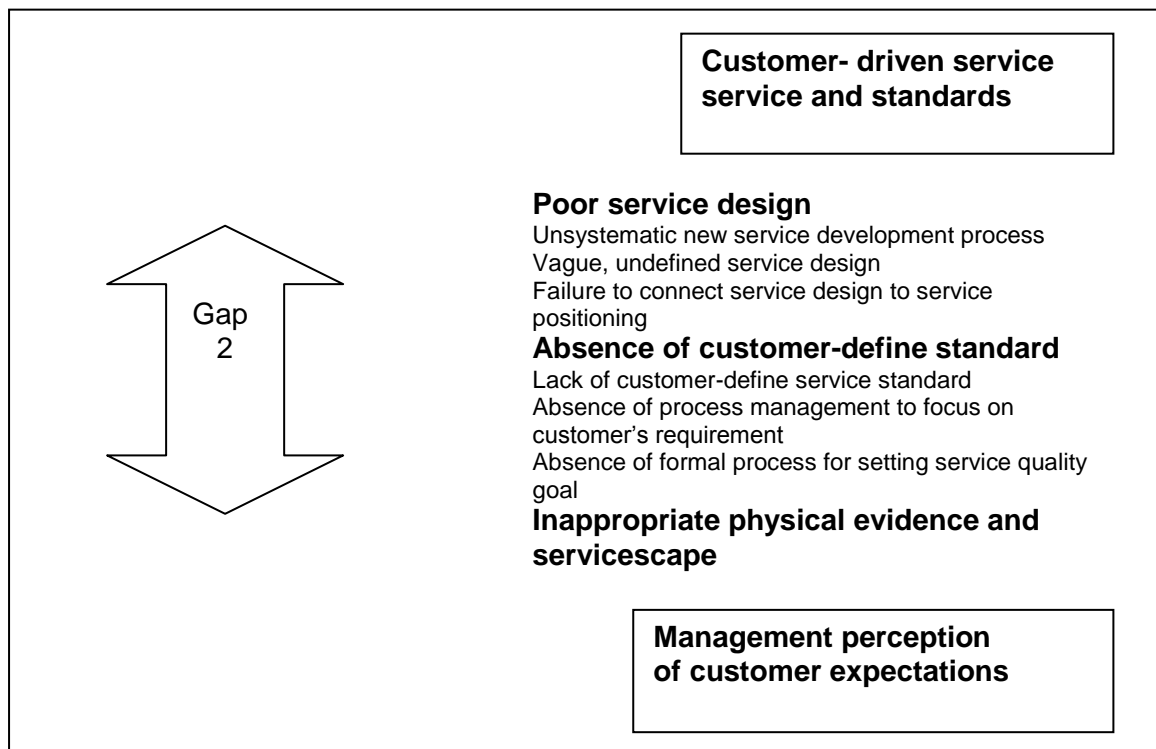 Customer- driven service
service and standards
Poor service design
Unsystematic new service development process
Vague, undefined service design
Failure to connect service design to service
positioning
Gap
2
Absence of customer-define standard
Lack of customer-define service standard
Absence of process management to focus on
customer's requirement
Absence of formal process for setting service quality
goal
Inappropriate physical evidence and
servicescape
Management perception
of customer expectations